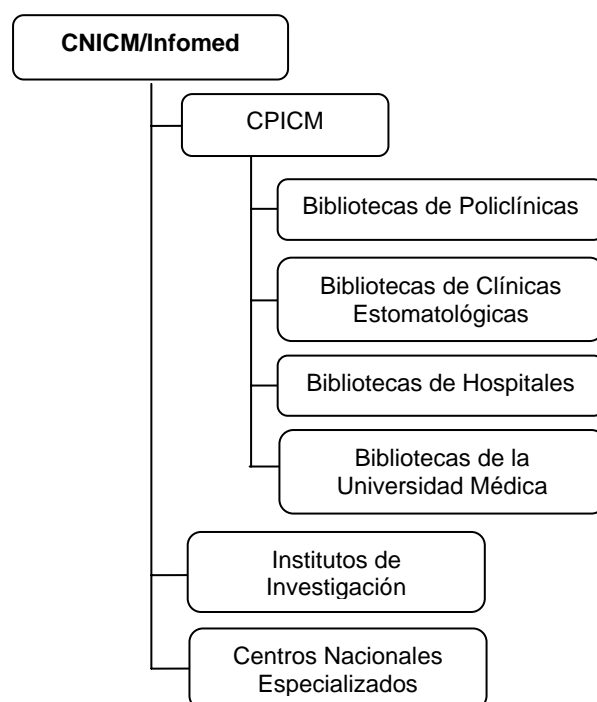 CNICM/Infomed
CPICM
Bibliotecas de Policlínicas
Bibliotecas de Clínicas
Estomatológicas
Bibliotecas de Hospitales
Bibliotecas de la
Universidad Médica
Institutos de
Investigación
Centros Nacionales
Especializados